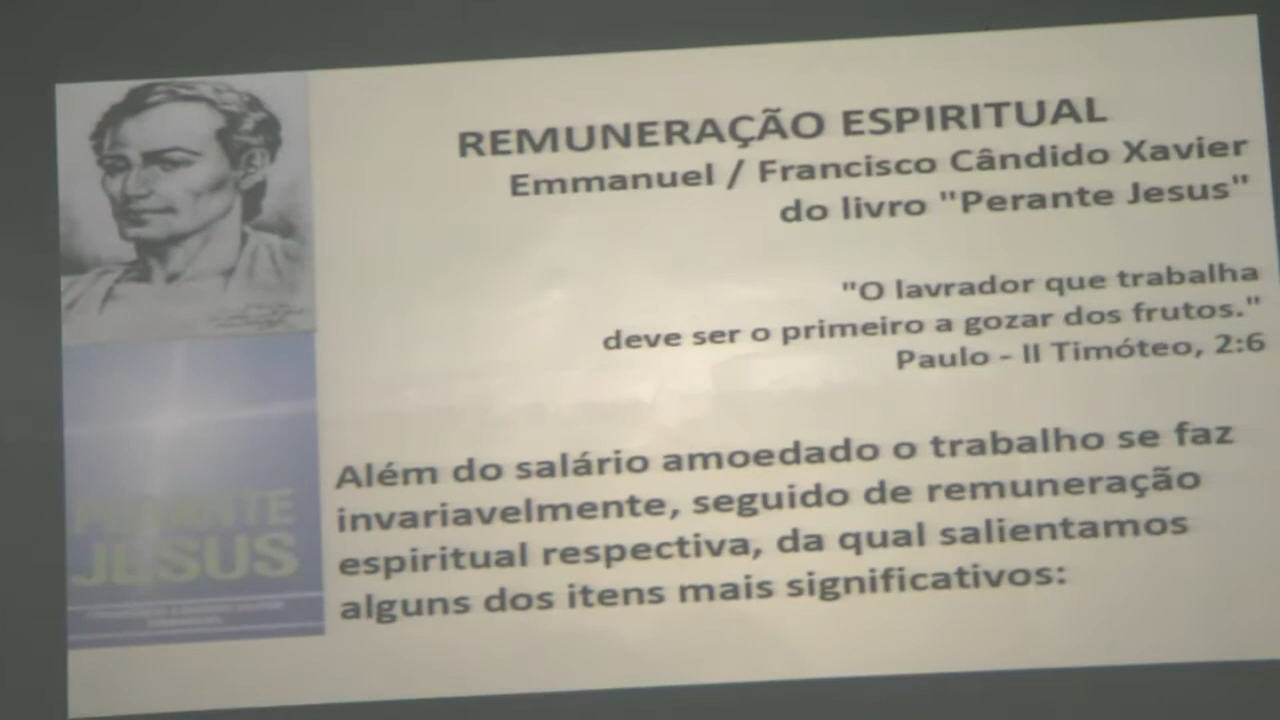 REMUNERAÇÃO ESPIRITUAL
Emmanuel / Francisco Cândido Xavier
do livro "Perante Jesus"
"O lavrador que trabalha
deve ser o primeiro a gozar dos frutos."
Paulo - II Timóteo, 2:6
Além do salário amoedado o trabalho se faz
invariavelmente, seguido de remuneração
espiritual respectiva, da qual salientamos
alguns dos itens mais significativos:
PERANTE
JESUS